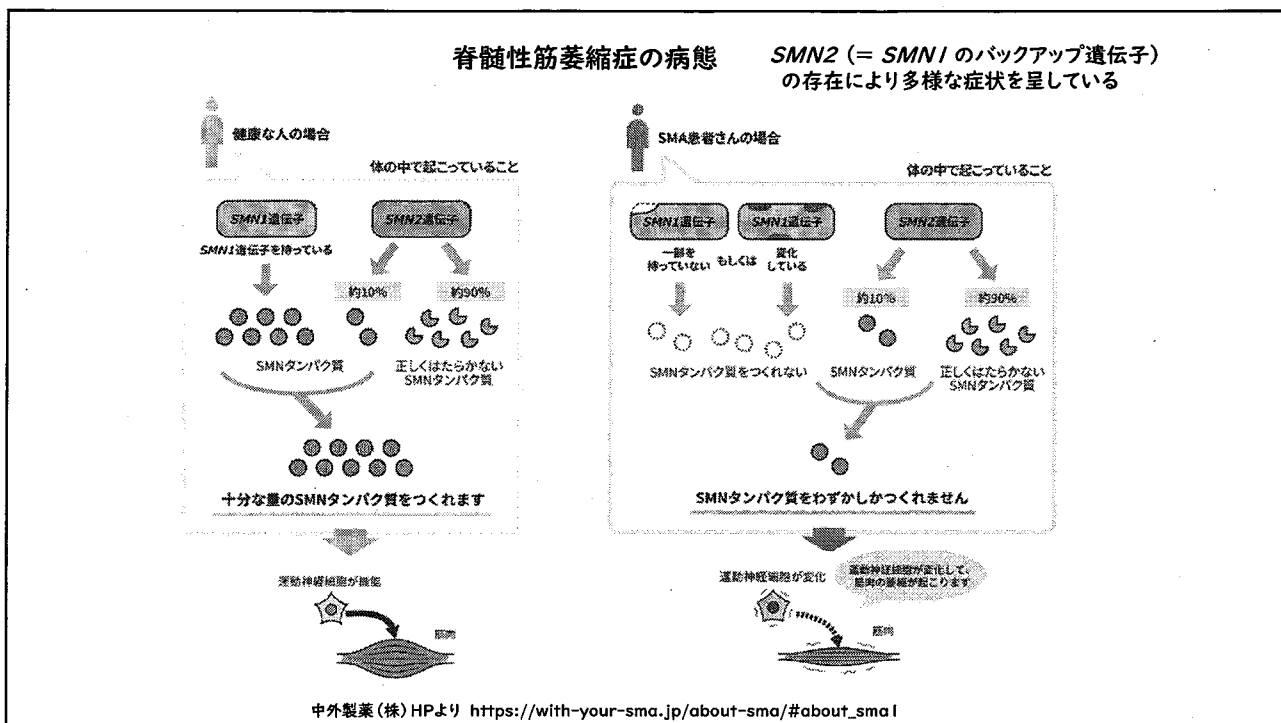 脊髄性筋萎縮症の病態
SMN2（= SMN1 のバックアップ遺伝子）
の存在により多様な症状を呈している
健康な人の場合
体の中で起こっていること
SMN1遺伝子
SMN2遺伝子
SMN1遺伝子を持っている
約10%
約90%
SMNタンパク質
正しくはたらかない
SMNタンパク質
十分な量のSMNタンパク質をつくれます
運動神経細胞が機能
筋肉
SMA患者さんの場合
体の中で起こっていること
SMN1遺伝子
SMN1遺伝子
SMN2遺伝子
一部を
持っていない
もしくは
変化
している
約10%
約90%
SMNタンパク質をつくれない
SMNタンパク質
正しくはたらかない
SMNタンパク質
SMNタンパク質をわずかしかつくれません
運動神経細胞が変化
運動神経細胞が変化して、
筋肉の萎縮が起こります
筋肉
中外製薬（株）HPより https://with-your-sma.jp/about-sma/#about_sma1